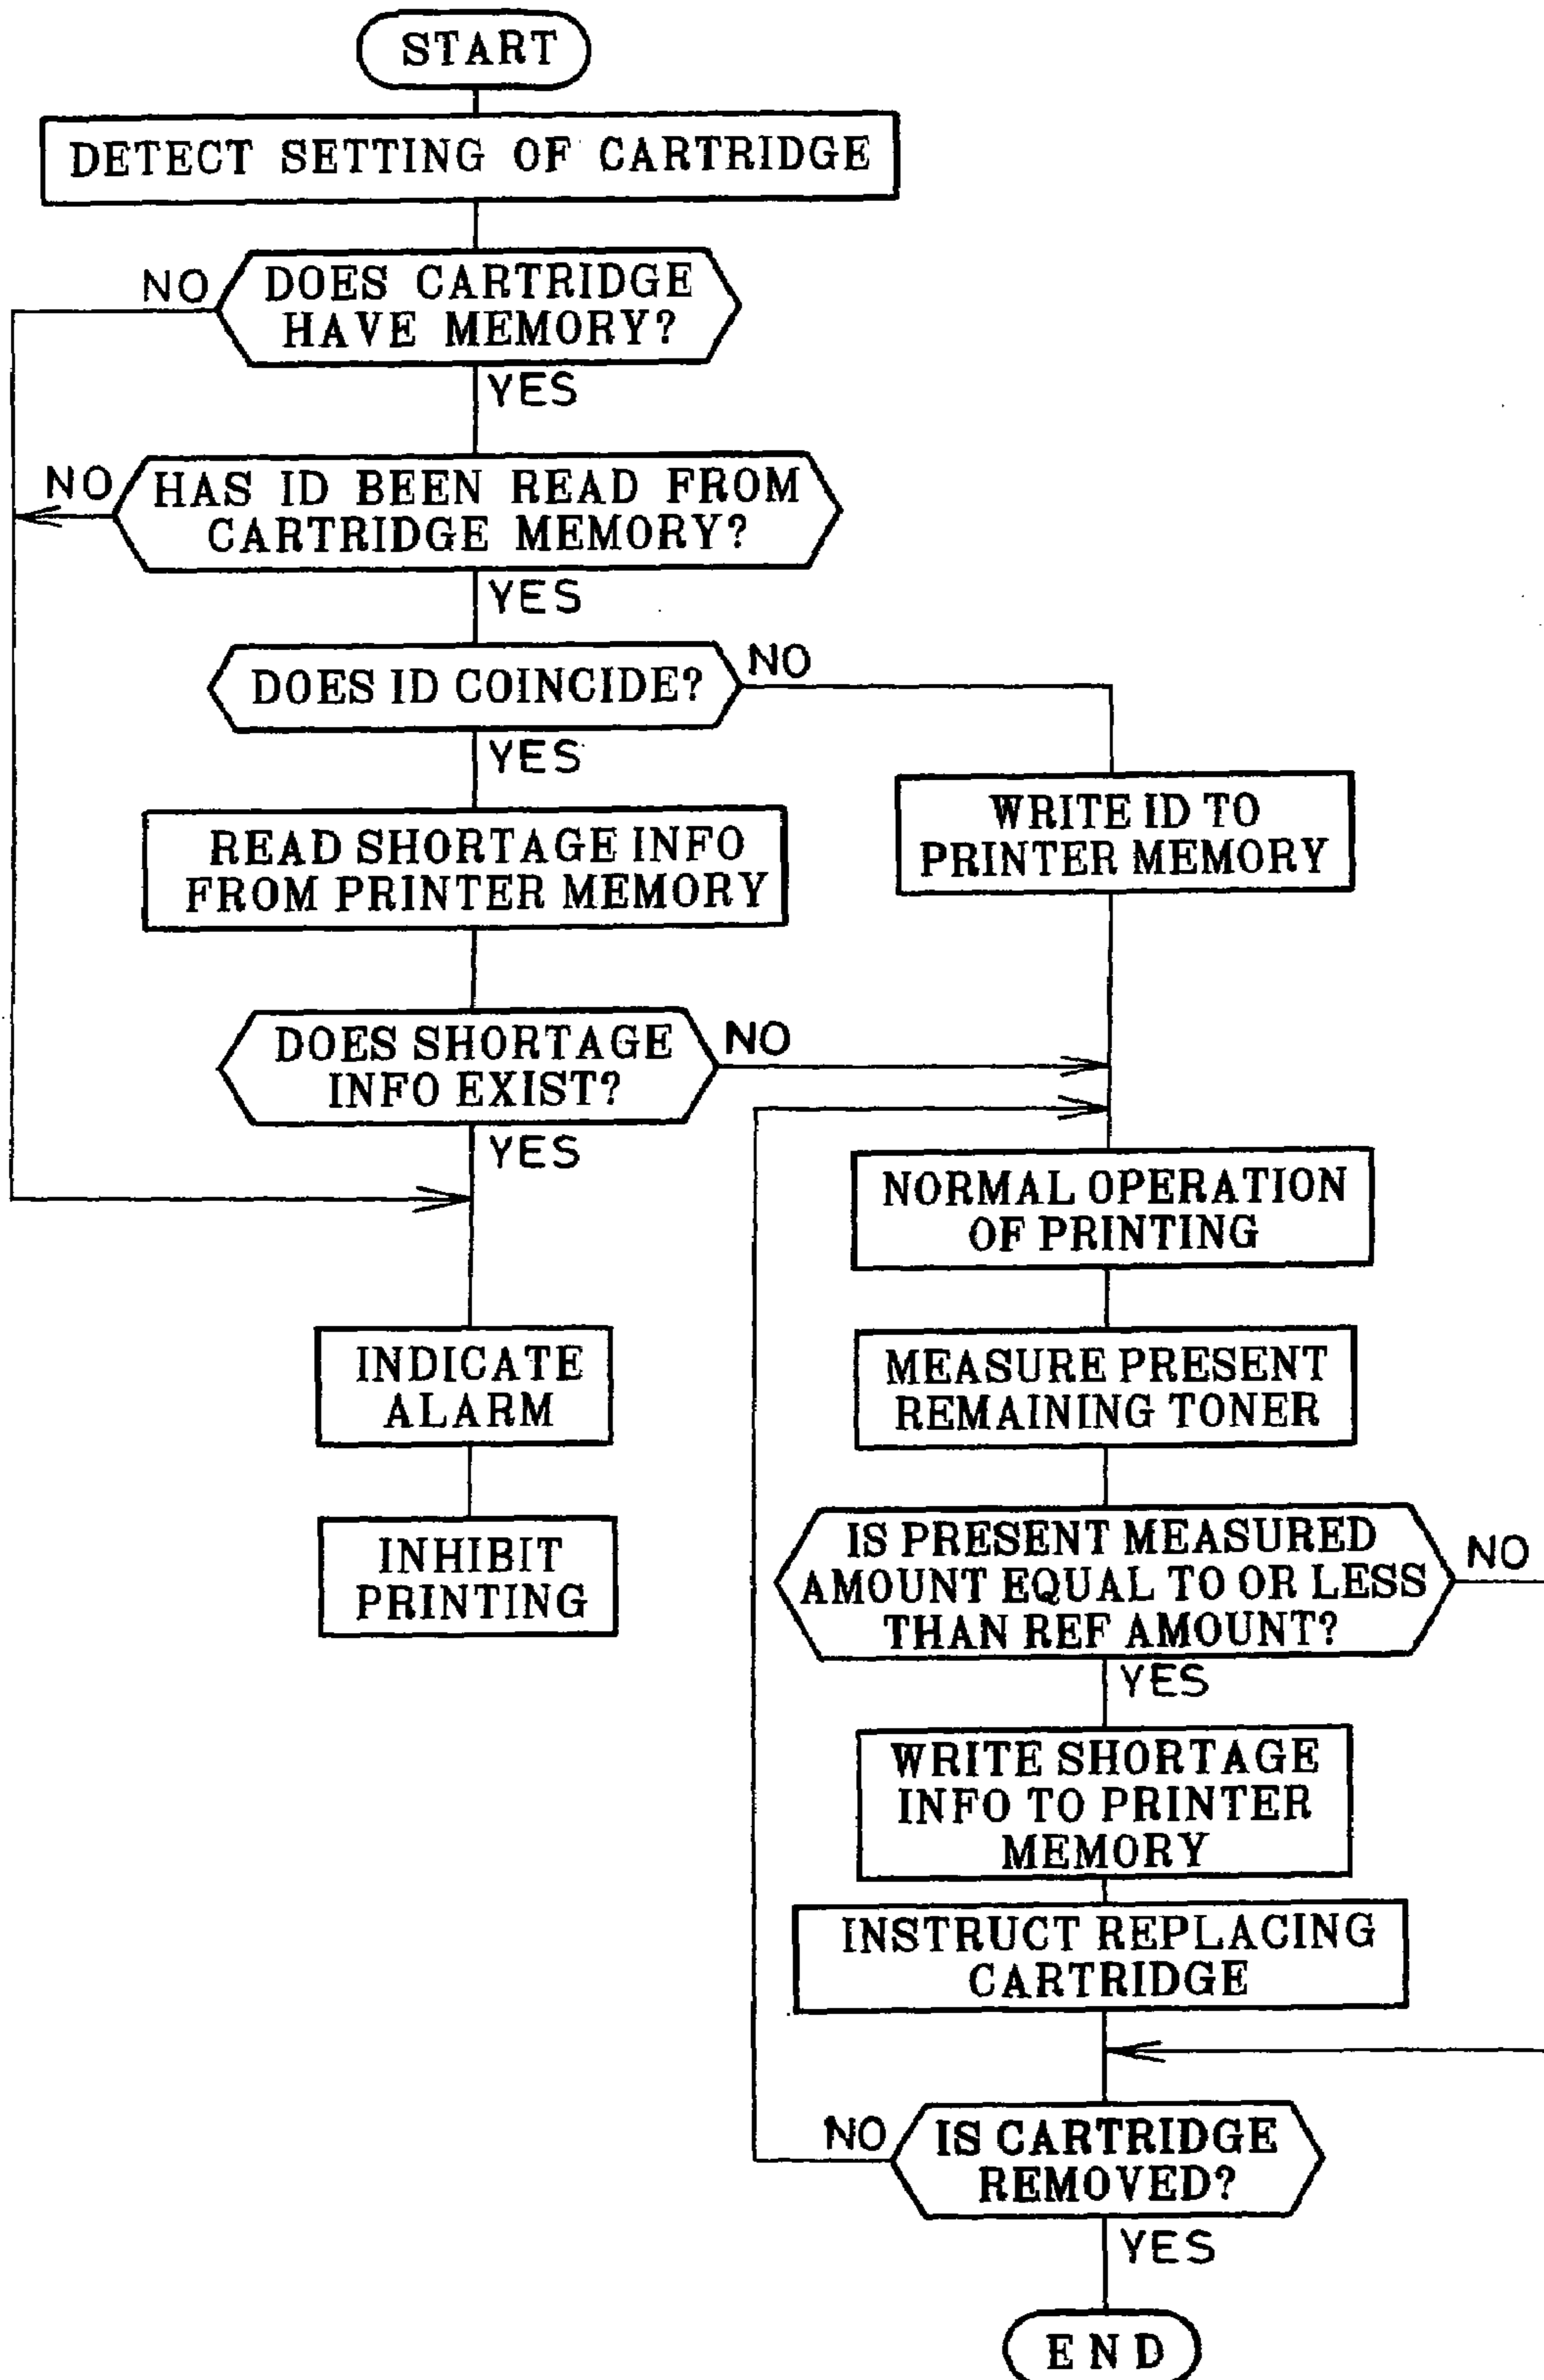 START
DETECT SETTING OF CARTRIDGE
NO
DOES CARTRIDGE
HAVE MEMORY?
YES
NO
HAS ID BEEN READ FROM
CARTRIDGE MEMORY?
YES
DOES ID COINCIDE?
NO
YES
READ SHORTAGE INFO
FROM PRINTER MEMORY
WRITE ID TO
PRINTER MEMORY
DOES SHORTAGE
INFO EXIST?
NO
YES
INDICATE
ALARM
INHIBIT
PRINTING
NORMAL OPERATION
OF PRINTING
MEASURE PRESENT
REMAINING TONER
IS PRESENT MEASURED
AMOUNT EQUAL TO OR LESS
THAN REF AMOUNT?
NO
YES
WRITE SHORTAGE
INFO TO PRINTER
MEMORY
INSTRUCT REPLACING
CARTRIDGE
NO
IS CARTRIDGE
REMOVED?
YES
END